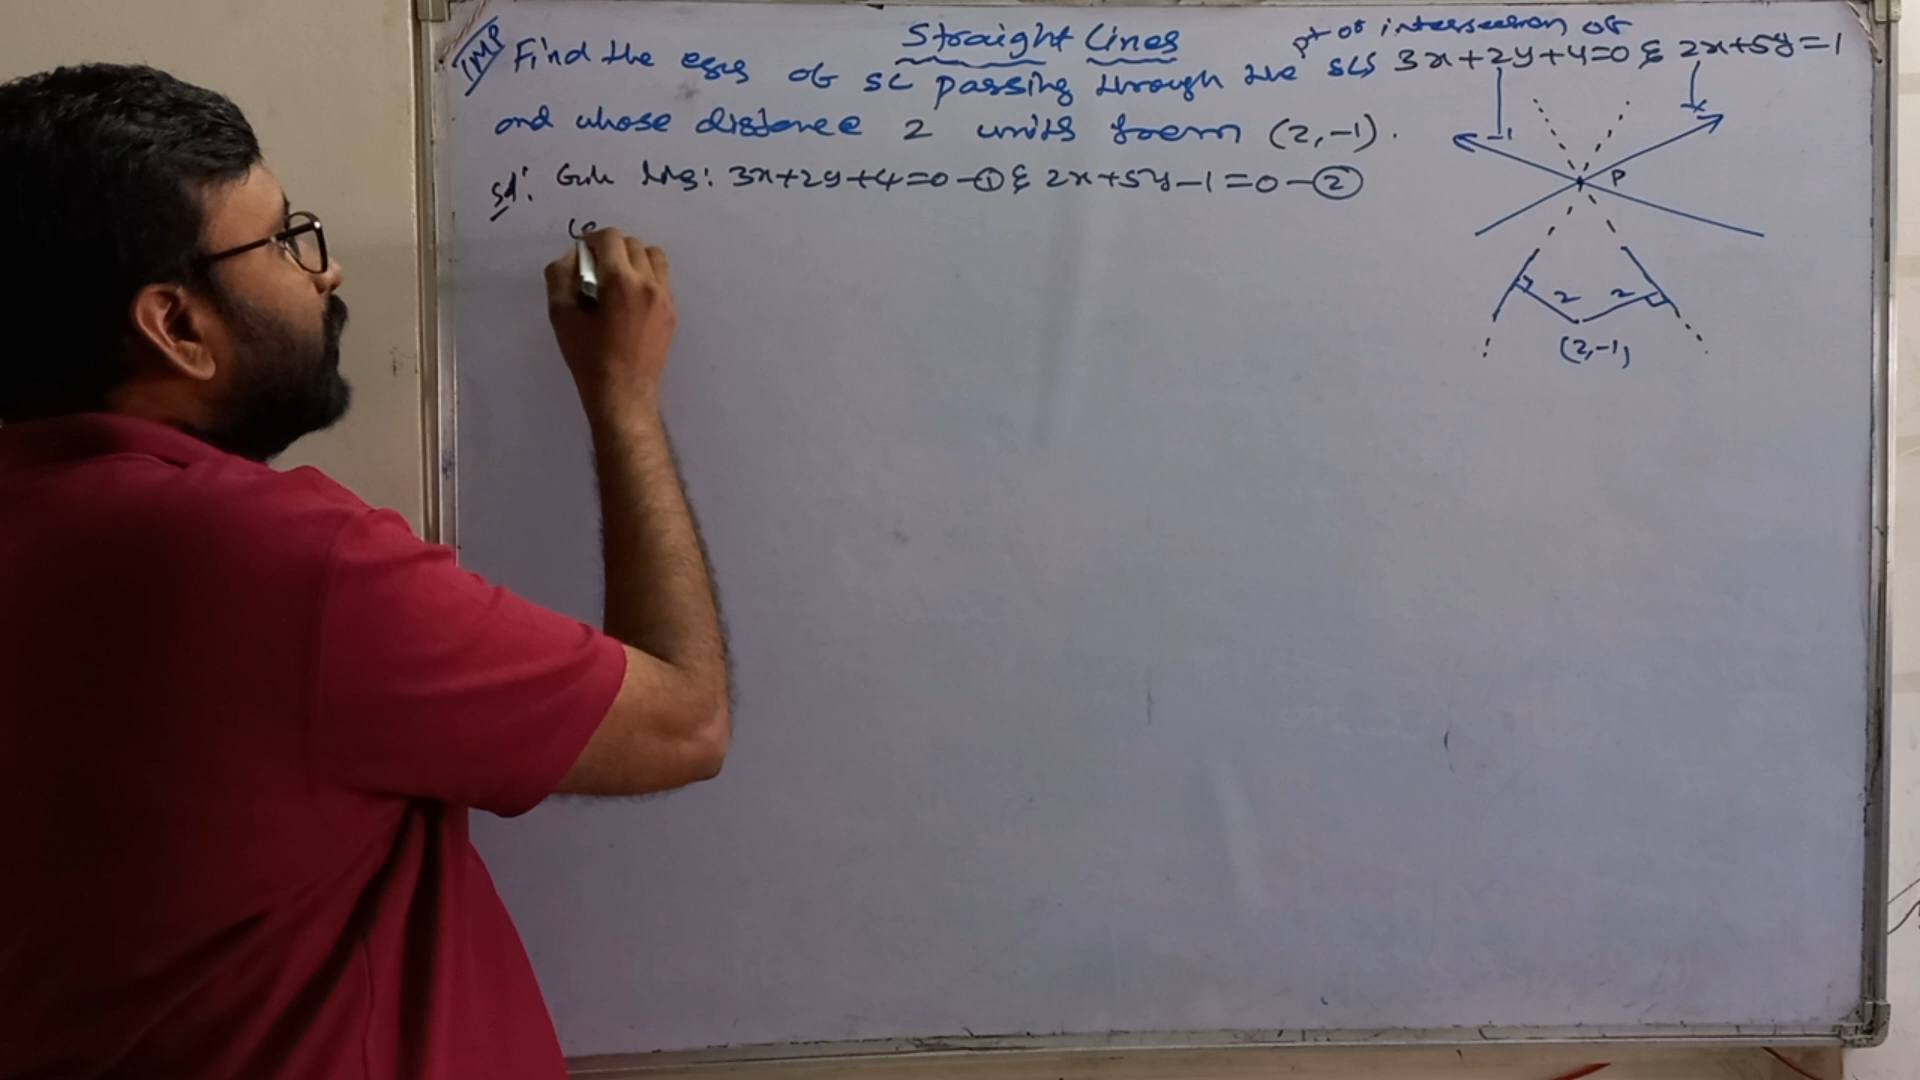 Straight Lines
IMP Find the eqns of SL passing through the pt of intersection of SLS 3x+2y+4=0 & 2x+5y=1
and whose distance 2 units from (2,-1).
Sol: Given lines: 3x+2y+4=0-① & 2x+5y-1=0-②
P
2 2
(2,-1)